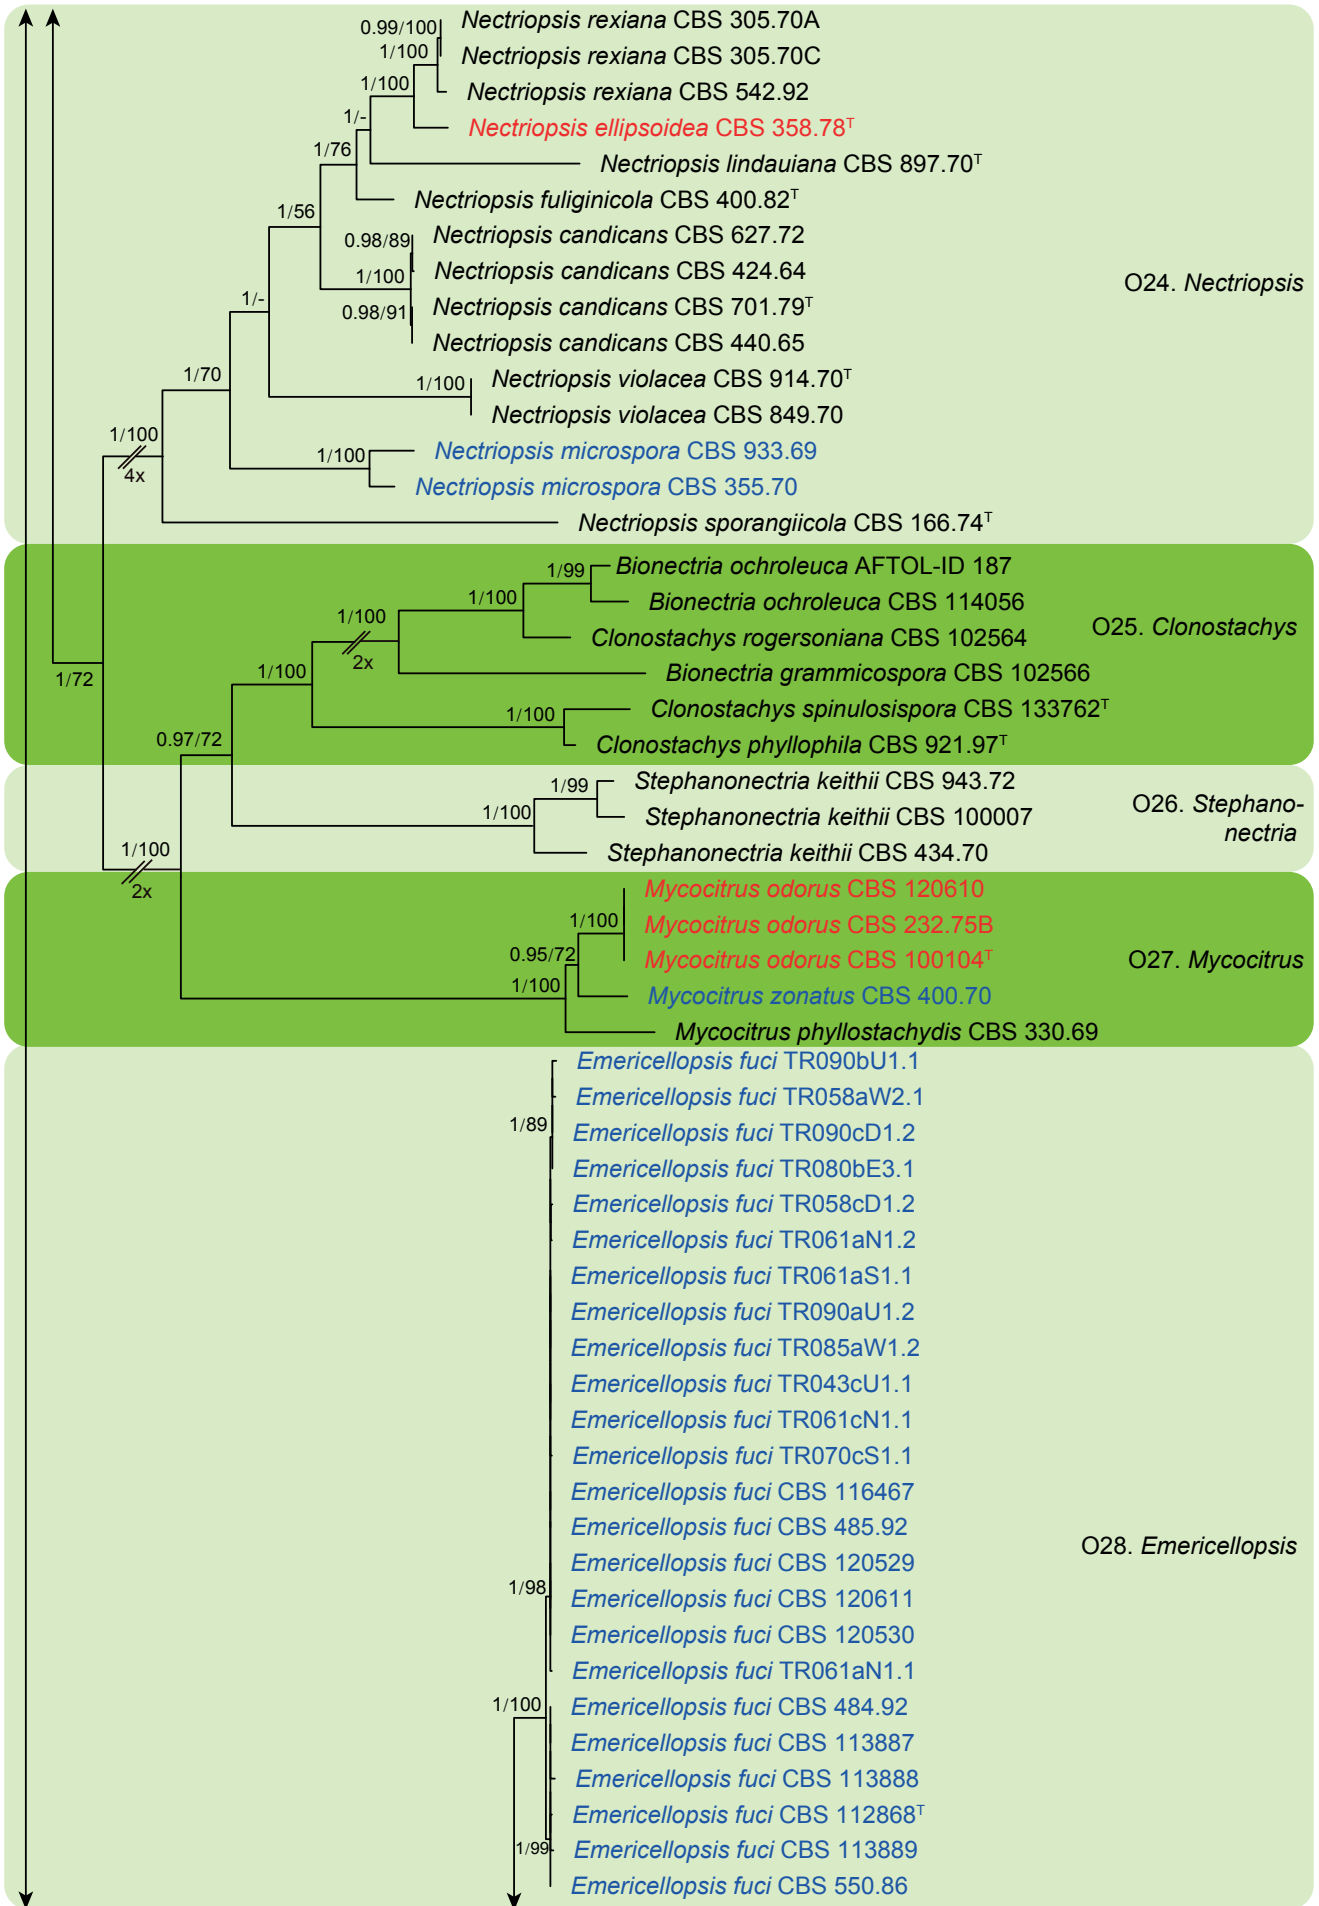 0.99/100
Nectriopsis rexiana CBS 305.70A
1/100
Nectriopsis rexiana CBS 305.70C
1/100
Nectriopsis rexiana CBS 542.92
1/-
Nectriopsis ellipsoidea CBS 358.78ᵀ
1/76
Nectriopsis lindauiana CBS 897.70ᵀ
Nectriopsis fuliginicola CBS 400.82ᵀ
1/56
0.98/89
Nectriopsis candicans CBS 627.72
1/100
Nectriopsis candicans CBS 424.64
O24. Nectriopsis
1/-
0.98/91
Nectriopsis candicans CBS 701.79ᵀ
Nectriopsis candicans CBS 440.65
1/70
1/100
Nectriopsis violacea CBS 914.70ᵀ
Nectriopsis violacea CBS 849.70
1/100
4x
1/100
Nectriopsis microspora CBS 933.69
Nectriopsis microspora CBS 355.70
Nectriopsis sporangiicola CBS 166.74ᵀ
1/99
Bionectria ochroleuca AFTOL-ID 187
1/100
Bionectria ochroleuca CBS 114056
1/100
2x
Clonostachys rogersoniana CBS 102564
O25. Clonostachys
1/72
1/100
Bionectria grammicospora CBS 102566
1/100
Clonostachys spinulosispora CBS 133762ᵀ
0.97/72
Clonostachys phyllophila CBS 921.97ᵀ
1/99
Stephanonectria keithii CBS 943.72
1/100
Stephanonectria keithii CBS 100007
O26. Stephano-
nectria
1/100
2x
Stephanonectria keithii CBS 434.70
Mycocitrus odorus CBS 120610
1/100
Mycocitrus odorus CBS 232.75B
0.95/72
Mycocitrus odorus CBS 100104ᵀ
O27. Mycocitrus
1/100
Mycocitrus zonatus CBS 400.70
Mycocitrus phyllostachydis CBS 330.69
Emericellopsis fuci TR090bU1.1
Emericellopsis fuci TR058aW2.1
1/89
Emericellopsis fuci TR090cD1.2
Emericellopsis fuci TR080bE3.1
Emericellopsis fuci TR058cD1.2
Emericellopsis fuci TR061aN1.2
Emericellopsis fuci TR061aS1.1
Emericellopsis fuci TR090aU1.2
Emericellopsis fuci TR085aW1.2
Emericellopsis fuci TR043cU1.1
Emericellopsis fuci TR061cN1.1
Emericellopsis fuci TR070cS1.1
Emericellopsis fuci CBS 116467
Emericellopsis fuci CBS 485.92
O28. Emericellopsis
Emericellopsis fuci CBS 120529
1/98
Emericellopsis fuci CBS 120611
Emericellopsis fuci CBS 120530
Emericellopsis fuci TR061aN1.1
1/100
Emericellopsis fuci CBS 484.92
Emericellopsis fuci CBS 113887
Emericellopsis fuci CBS 113888
Emericellopsis fuci CBS 112868ᵀ
1/99
Emericellopsis fuci CBS 113889
Emericellopsis fuci CBS 550.86